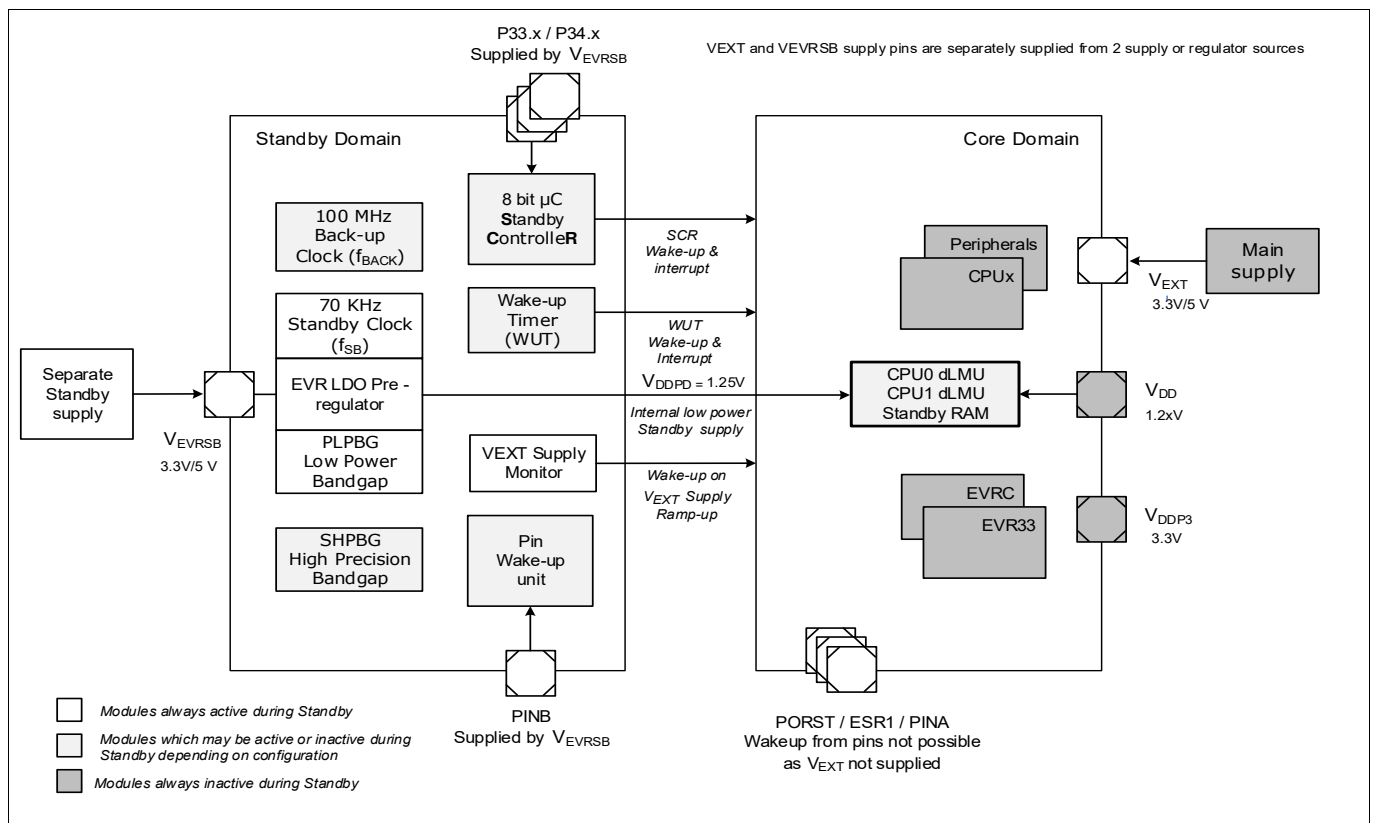 P33.x / P34.x
Supplied by VEVRSB
VEXT and VEVRSB supply pins are separately supplied from 2 supply or regulator sources
Standby Domain
Core Domain
100 MHz
Back-up
Clock (fBACK)
8 bit µC
Standby
ControlleR
SCR
Wake-up &
interrupt
Peripherals
CPUx
Main
supply
VEXT
3.3V/5 V
70 KHz
Standby Clock
(fSB)
Wake-up
Timer
(WUT)
WUT
Wake-up &
Interrupt
Separate
Standby
supply
VEVRSB
3.3V/5 V
EVR LDO Pre -
regulator
VDDPD = 1.25V
Internal low power
Standby supply
CPU0 dLMU
CPU1 dLMU
Standby RAM
VDD
1.2xV
PLPBG
Low Power
Bandgap
VEXT Supply
Monitor
Wake-up on
VEXT Supply
Ramp-up
EVRC
EVR33
VDDP3
3.3V
SHPBG
High Precision
Bandgap
Pin
Wake-up
unit
PINB
Supplied by VEVRSB
PORST / ESR1 / PINA
Wakeup from pins not possible
as VEXT not supplied
Modules always active during Standby
Modules which may be active or inactive during
Standby depending on configuration
Modules always inactive during Standby